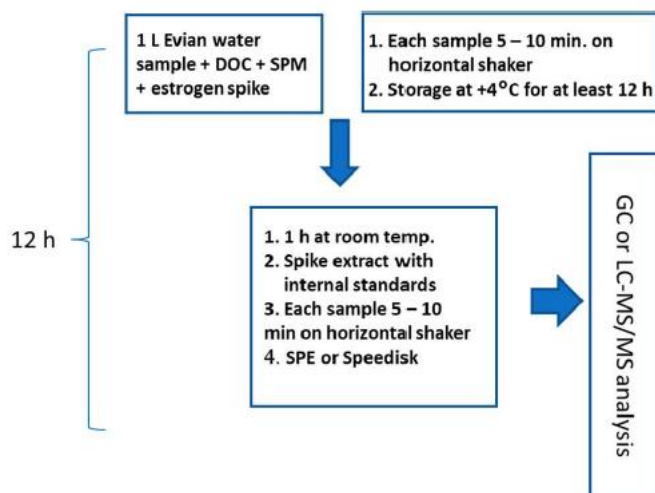 1 L Evian water
sample + DOC + SPM
+ estrogen spike
1. Each sample 5 – 10 min. on
horizontal shaker
2. Storage at +4°C for at least 12 h
12 h
1. 1 h at room temp.
2. Spike extract with
internal standards
3. Each sample 5 – 10
min on horizontal shaker
4. SPE or Speedisk
GC or LC-MS/MS analysis